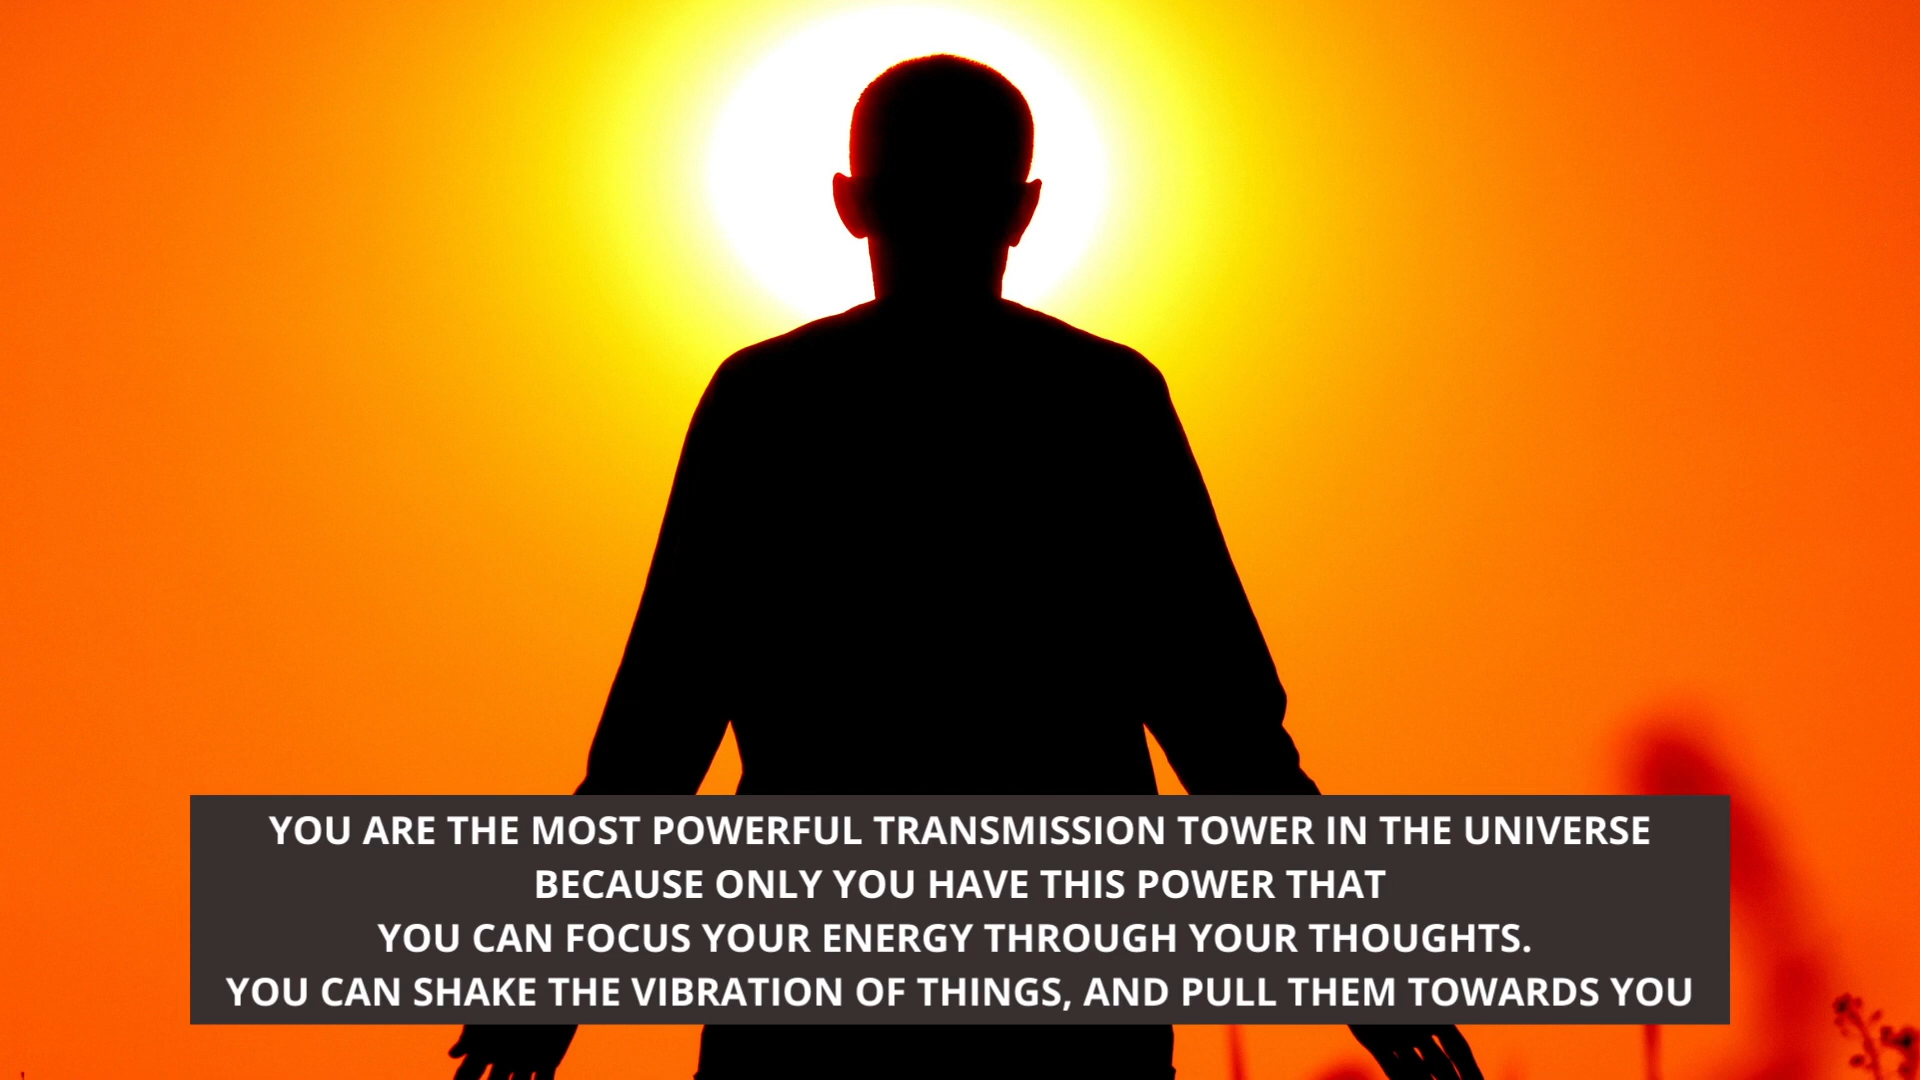 YOU ARE THE MOST POWERFUL TRANSMISSION TOWER IN THE UNIVERSE
BECAUSE ONLY YOU HAVE THIS POWER THAT
YOU CAN FOCUS YOUR ENERGY THROUGH YOUR THOUGHTS.
YOU CAN SHAKE THE VIBRATION OF THINGS, AND PULL THEM TOWARDS YOU